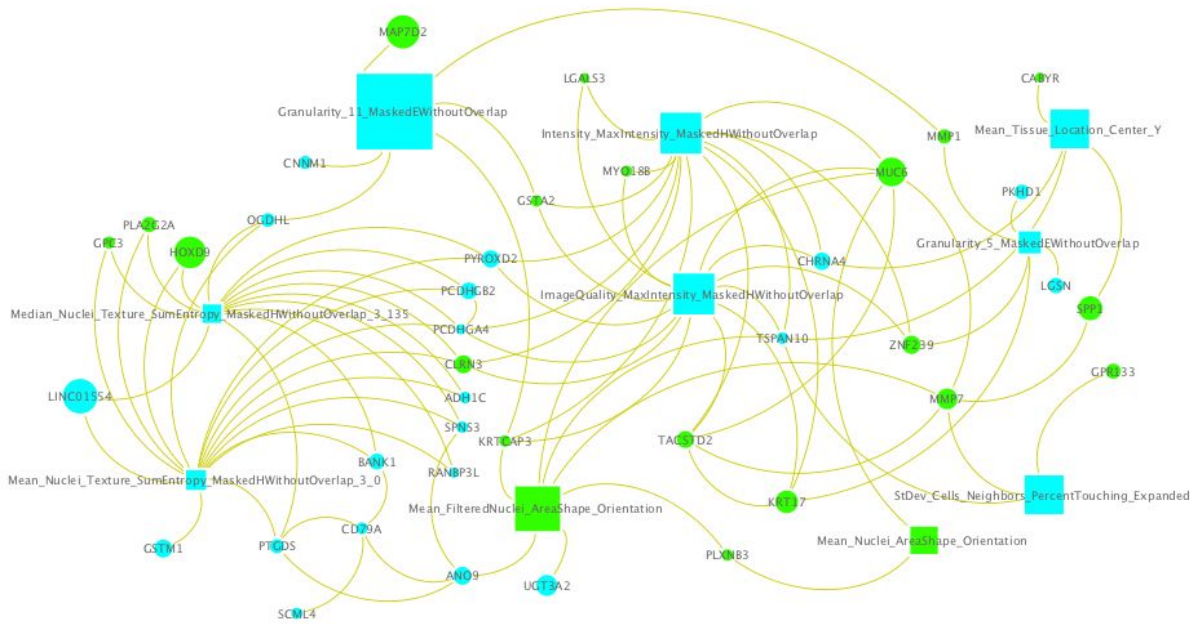 MAP7D2
LGALS3
CABYR
Granularity_11_MaskedEWithoutOverlap
Intensity_MaxIntensity_MaskedHWithoutOverlap
MMP1
Mean_Tissue_Location_Center_Y
CNNM1
MYO18B
MUC6
PKHD1
GSTA2
PLA2G2A
OGDHL
GPC3
HOXD9
Granularity_5_MaskedEWithoutOverlap
PYROXD2
CHRNA4
LGSN
PCDHGB2
ImageQuality_MaxIntensity_MaskedHWithoutOverlap
SPP1
Median_Nuclei_Texture_SumEntropy_MaskedHWithoutOverlap_3_135
PCDHGA4
TSPAN10
ZNF239
CLRN3
GPR133
LINC01554
ADH1C
MMP7
SPNS3
KRTCAP3
TACSTD2
BANK1
RANBP3L
Mean_Nuclei_Texture_SumEntropy_MaskedHWithoutOverlap_3_0
StDev_Cells_Neighbors_PercentTouching_Expanded
KRT17
Mean_FilteredNuclei_AreaShape_Orientation
CD79A
GSTM1
PTGDS
Mean_Nuclei_AreaShape_Orientation
PLXNB3
ANO9
UGT3A2
SCML4